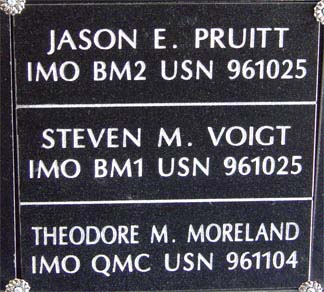 JASON E. PRUITT
IMO BM2 USN 961025
STEVEN M. VOIGT
IMO BM1 USN 961025
THEODORE M. MORELAND
IMO QMC USN 961104